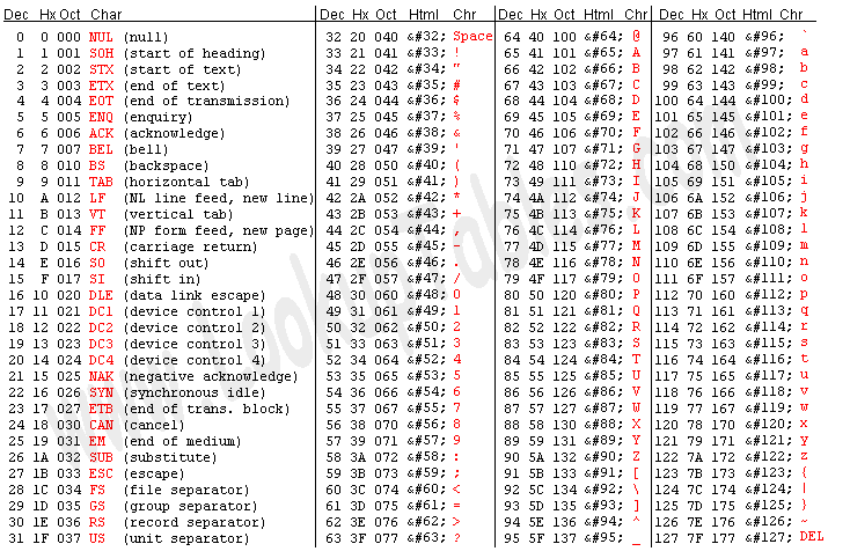 Dec Hx Oct Char Dec Hx Oct Html Chr Dec Hx Oct Html Chr Dec Hx Oct Html Chr
0 0 000 NUL (null) 32 20 040 &#32; Space 64 40 100 &#64; @ 96 60 140 &#96; `
1 1 001 SOH (start of heading) 33 21 041 &#33; ! 65 41 101 &#65; A 97 61 141 &#97; a
2 2 002 STX (start of text) 34 22 042 &#34; " 66 42 102 &#66; B 98 62 142 &#98; b
3 3 003 ETX (end of text) 35 23 043 &#35; # 67 43 103 &#67; C 99 63 143 &#99; c
4 4 004 EOT (end of transmission) 36 24 044 &#36; $ 68 44 104 &#68; D 100 64 144 &#100; d
5 5 005 ENQ (enquiry) 37 25 045 &#37; % 69 45 105 &#69; E 101 65 145 &#101; e
6 6 006 ACK (acknowledge) 38 26 046 &#38; & 70 46 106 &#70; F 102 66 146 &#102; f
7 7 007 BEL (bell) 39 27 047 &#39; ' 71 47 107 &#71; G 103 67 147 &#103; g
8 8 010 BS (backspace) 40 28 050 &#40; ( 72 48 110 &#72; H 104 68 150 &#104; h
9 9 011 TAB (horizontal tab) 41 29 051 &#41; ) 73 49 111 &#73; I 105 69 151 &#105; i
10 A 012 LF (NL line feed, new line) 42 2A 052 &#42; * 74 4A 112 &#74; J 106 6A 152 &#106; j
11 B 013 VT (vertical tab) 43 2B 053 &#43; + 75 4B 113 &#75; K 107 6B 153 &#107; k
12 C 014 FF (NP form feed, new page) 44 2C 054 &#44; , 76 4C 114 &#76; L 108 6C 154 &#108; l
13 D 015 CR (carriage return) 45 2D 055 &#45; - 77 4D 115 &#77; M 109 6D 155 &#109; m
14 E 016 SO (shift out) 46 2E 056 &#46; . 78 4E 116 &#78; N 110 6E 156 &#110; n
15 F 017 SI (shift in) 47 2F 057 &#47; / 79 4F 117 &#79; O 111 6F 157 &#111; o
16 10 020 DLE (data link escape) 48 30 060 &#48; 0 80 50 120 &#80; P 112 70 160 &#112; p
17 11 021 DC1 (device control 1) 49 31 061 &#49; 1 81 51 121 &#81; Q 113 71 161 &#113; q
18 12 022 DC2 (device control 2) 50 32 062 &#50; 2 82 52 122 &#82; R 114 72 162 &#114; r
19 13 023 DC3 (device control 3) 51 33 063 &#51; 3 83 53 123 &#83; S 115 73 163 &#115; s
20 14 024 DC4 (device control 4) 52 34 064 &#52; 4 84 54 124 &#84; T 116 74 164 &#116; t
21 15 025 NAK (negative acknowledge) 53 35 065 &#53; 5 85 55 125 &#85; U 117 75 165 &#117; u
22 16 026 SYN (synchronous idle) 54 36 066 &#54; 6 86 56 126 &#86; V 118 76 166 &#118; v
23 17 027 ETB (end of trans. block) 55 37 067 &#55; 7 87 57 127 &#87; W 119 77 167 &#119; w
24 18 030 CAN (cancel) 56 38 070 &#56; 8 88 58 130 &#88; X 120 78 170 &#120; x
25 19 031 EM (end of medium) 57 39 071 &#57; 9 89 59 131 &#89; Y 121 79 171 &#121; y
26 1A 032 SUB (substitute) 58 3A 072 &#58; : 90 5A 132 &#90; Z 122 7A 172 &#122; z
27 1B 033 ESC (escape) 59 3B 073 &#59; ; 91 5B 133 &#91; [ 123 7B 173 &#123; {
28 1C 034 FS (file separator) 60 3C 074 &#60; < 92 5C 134 &#92; \ 124 7C 174 &#124; |
29 1D 035 GS (group separator) 61 3D 075 &#61; = 93 5D 135 &#93; ] 125 7D 175 &#125; }
30 1E 036 RS (record separator) 62 3E 076 &#62; > 94 5E 136 &#94; ^ 126 7E 176 &#126; ~
31 1F 037 US (unit separator) 63 3F 077 &#63; ? 95 5F 137 &#95; _ 127 7F 177 &#127; DEL
www.LookupTables.com